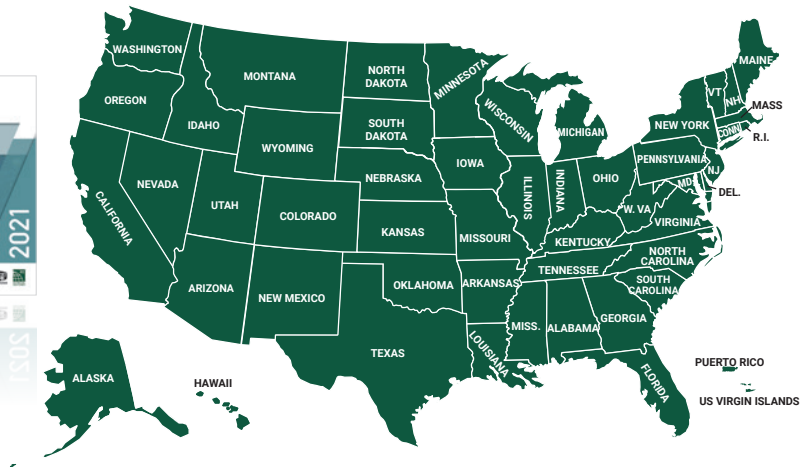 WASHINGTON
OREGON
CALIFORNIA
IDAHO
NEVADA
MONTANA
WYOMING
UTAH
ARIZONA
COLORADO
NEW MEXICO
NORTH
DAKOTA
SOUTH
DAKOTA
NEBRASKA
KANSAS
OKLAHOMA
TEXAS
MINNESOTA
IOWA
MISSOURI
ARKANSAS
LOUISIANA
WISCONSIN
ILLINOIS
MICHIGAN
INDIANA
OHIO
KENTUCKY
TENNESSEE
MISS.
ALABAMA
GEORGIA
FLORIDA
SOUTH
CAROLINA
NORTH
CAROLINA
VIRGINIA
W. VA
MD
DEL.
PENNSYLVANIA
NJ
NEW YORK
CONN
R.I.
MASS
VT
NH
MAINE
ALASKA
HAWAII
PUERTO RICO
US VIRGIN ISLANDS
2021
2021